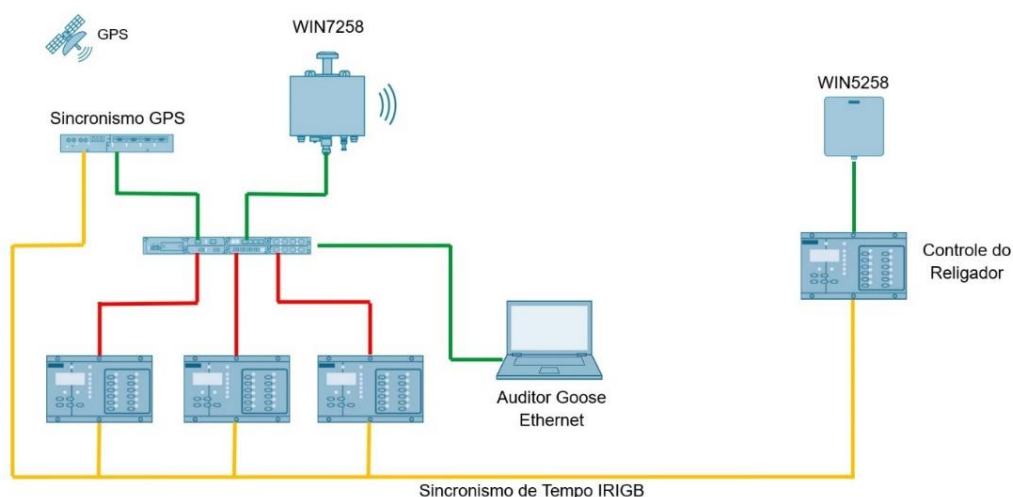 GPS
WIN7258
WIN5258
Sincronismo GPS
Controle do
Religador
Auditor Goose
Ethernet
Sincronismo de Tempo IRIGB